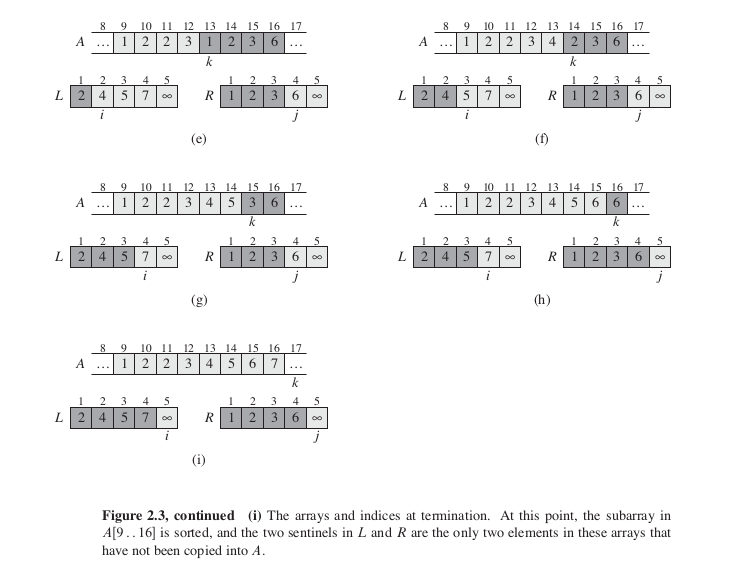 8 9 10 11 12 13 14 15 16 17
A … 1 2 2 3 1 2 3 6 …
k
1 2 3 4 5
L 2 4 5 7 ∞
i
1 2 3 4 5
R 1 2 3 6 ∞
j
(e)
8 9 10 11 12 13 14 15 16 17
A … 1 2 2 3 4 2 3 6 …
k
1 2 3 4 5
L 2 4 5 7 ∞
i
1 2 3 4 5
R 1 2 3 6 ∞
j
(f)
8 9 10 11 12 13 14 15 16 17
A … 1 2 2 3 4 5 3 6 …
k
1 2 3 4 5
L 2 4 5 7 ∞
i
1 2 3 4 5
R 1 2 3 6 ∞
j
(g)
8 9 10 11 12 13 14 15 16 17
A … 1 2 2 3 4 5 6 6 …
k
1 2 3 4 5
L 2 4 5 7 ∞
i
1 2 3 4 5
R 1 2 3 6 ∞
j
(h)
8 9 10 11 12 13 14 15 16 17
A … 1 2 2 3 4 5 6 7 …
k
1 2 3 4 5
L 2 4 5 7 ∞
i
1 2 3 4 5
R 1 2 3 6 ∞
j
(i)
Figure 2.3, continued (i) The arrays and indices at termination. At this point, the subarray in
A[9 . . 16] is sorted, and the two sentinels in L and R are the only two elements in these arrays that
have not been copied into A.